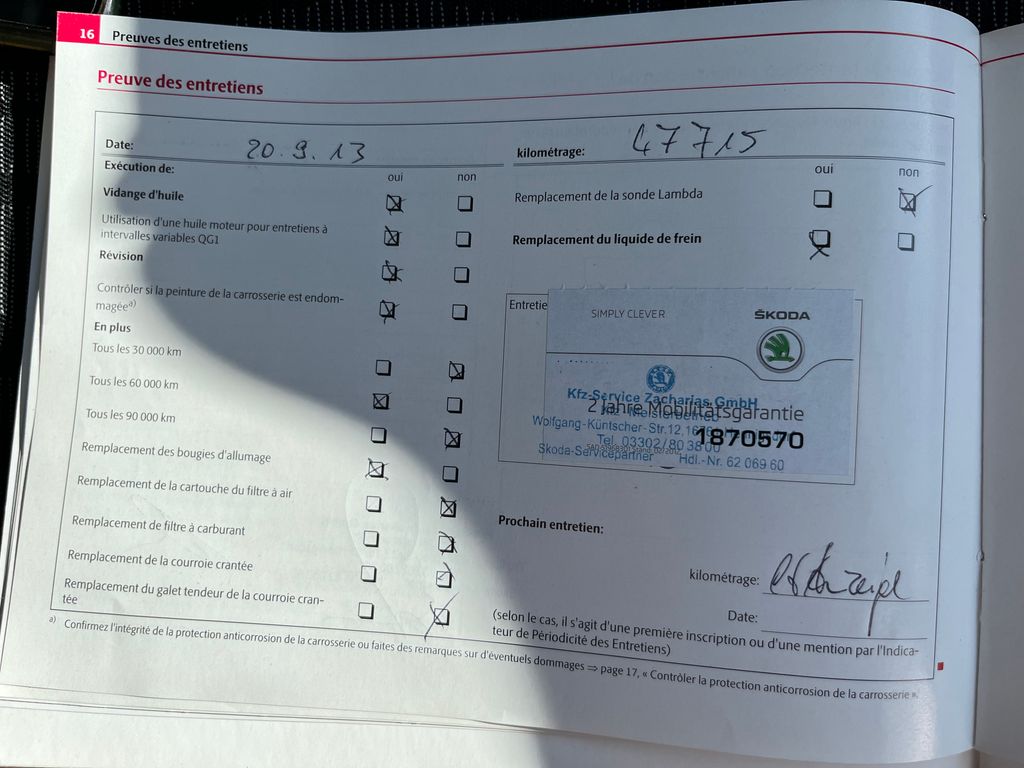 16 Preuves des entretiens
Preuve des entretiens
Date: 20.9.13
kilométrage: 47715
Exécution de:
oui non
Vidange d'huile
Utilisation d'une huile moteur pour entretiens à
intervalles variables QG1
Révision
Contrôler si la peinture de la carrosserie est endom-
magée a)
En plus
Tous les 30 000 km
Tous les 60 000 km
Tous les 90 000 km
Remplacement des bougies d'allumage
Remplacement de la cartouche du filtre à air
Remplacement de filtre à carburant
Remplacement de la courroie crantée
Remplacement du galet tendeur de la courroie cran-
tée
oui non
Remplacement de la sonde Lambda
Remplacement du liquide de frein
Entretie
SIMPLY CLEVER
ŠKODA
Kfz-Service Zacharias GmbH
2 Jahre Mobilitätsgarantie
Wolfgang-Küntscher-Str.12,
1870570
Tel. 03302/80 38 00
Skoda-Servicepartner Hdl.-Nr. 62 069 60
Prochain entretien:
kilométrage:
Date:
(selon le cas, il s'agit d'une première inscription ou d'une mention par l'Indica-
teur de Périodicité des Entretiens)
a) Confirmez l'intégrité de la protection anticorrosion de la carrosserie ou faites des remarques sur d'éventuels dommages ⇒ page 17, « Contrôler la protection anticorrosion de la carrosserie ».